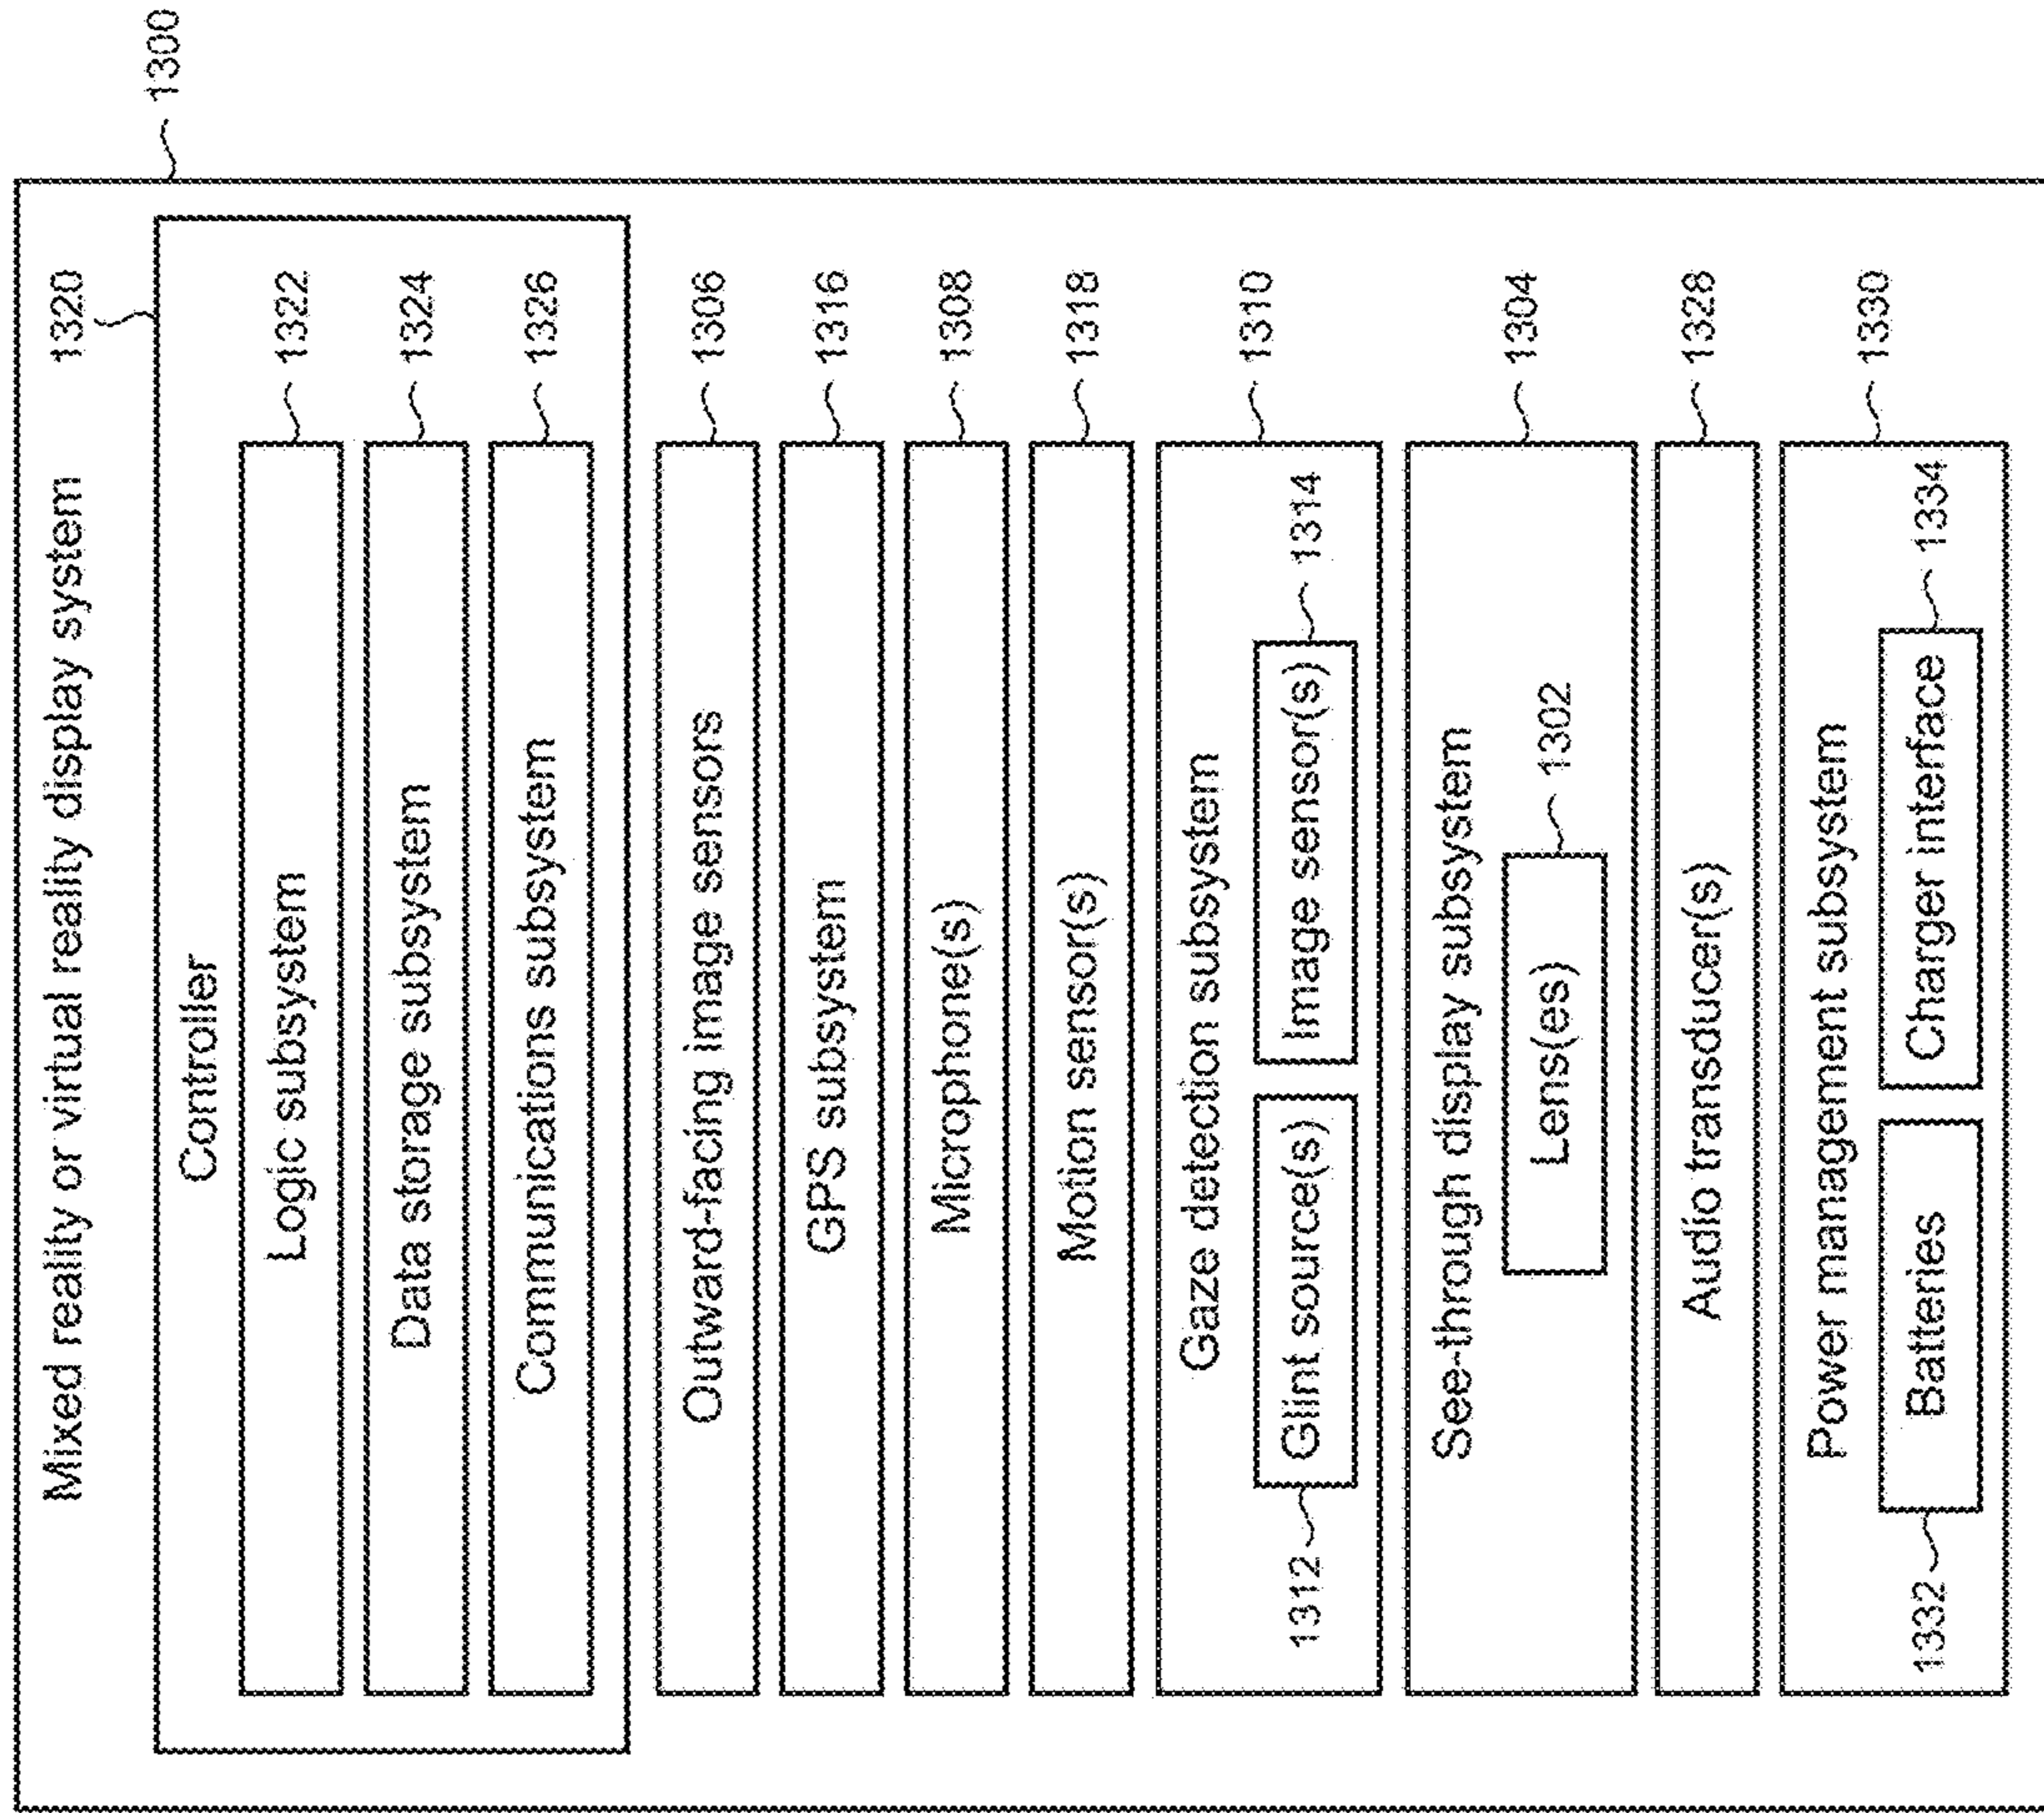 1300
Mixed reality or virtual reality display system 1320
Controller
Logic subsystem 1322
Data storage subsystem 1324
Communications subsystem 1326
Outward-facing image sensors 1306
GPS subsystem 1316
Microphone(s) 1308
Motion sensor(s) 1318
Gaze detection subsystem 1310
1312 Glint source(s) Image sensor(s) 1314
See-through display subsystem 1304
Lens(es) 1302
Audio transducer(s) 1328
Power management subsystem 1330
1332 Batteries Charger interface 1334